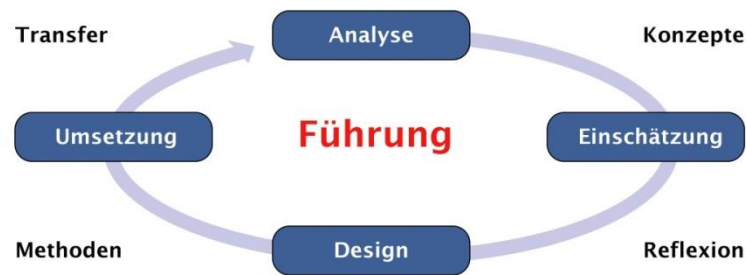 Transfer
Analyse
Konzepte
Umsetzung
Führung
Einschätzung
Methoden
Design
Reflexion